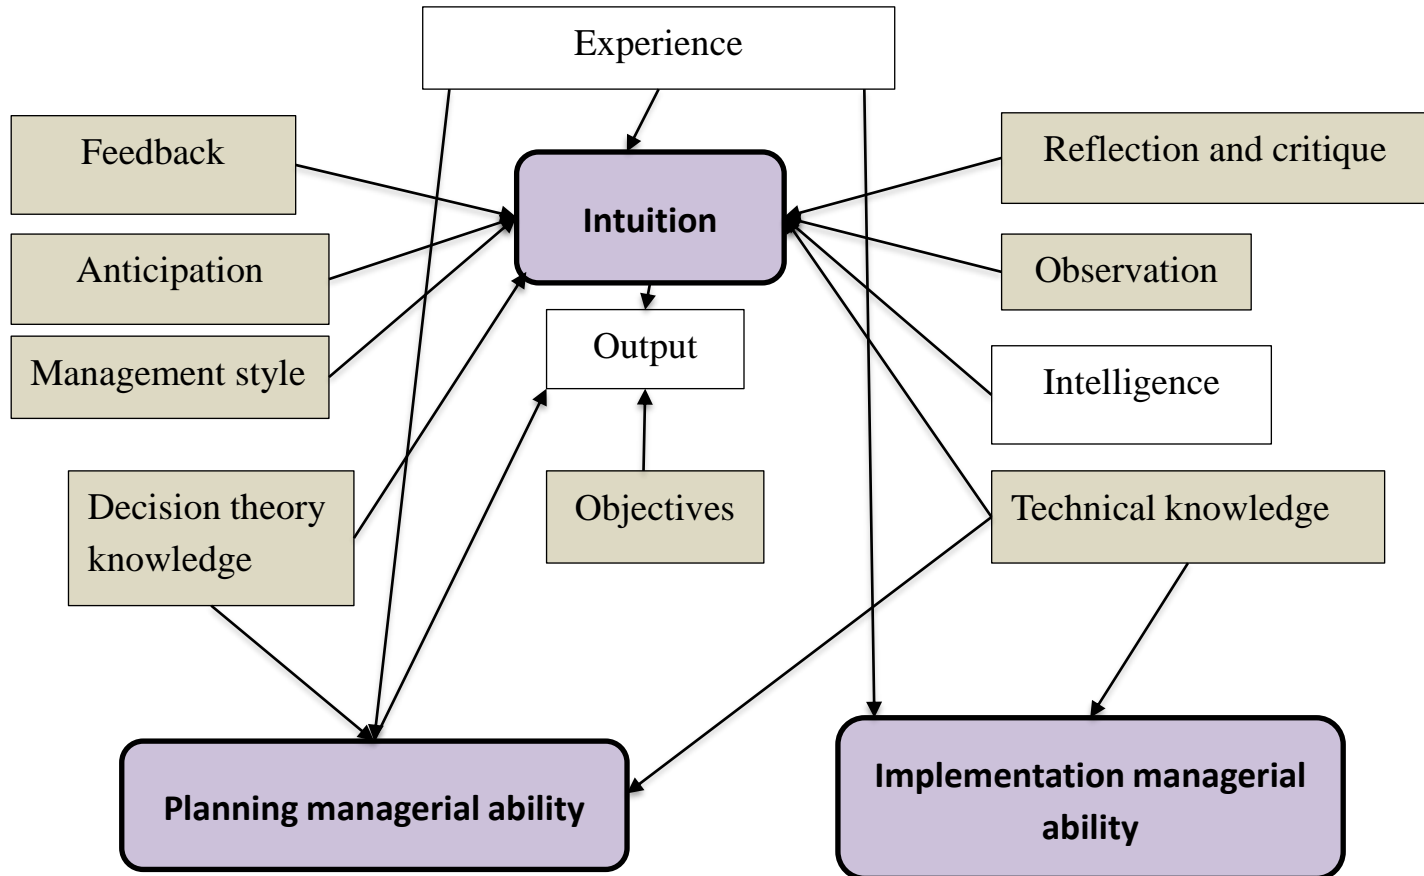 Experience
Feedback
Reflection and critique
Intuition
Anticipation
Observation
Output
Management style
Intelligence
Decision theory
knowledge
Objectives
Technical knowledge
Planning managerial ability
Implementation managerial
ability